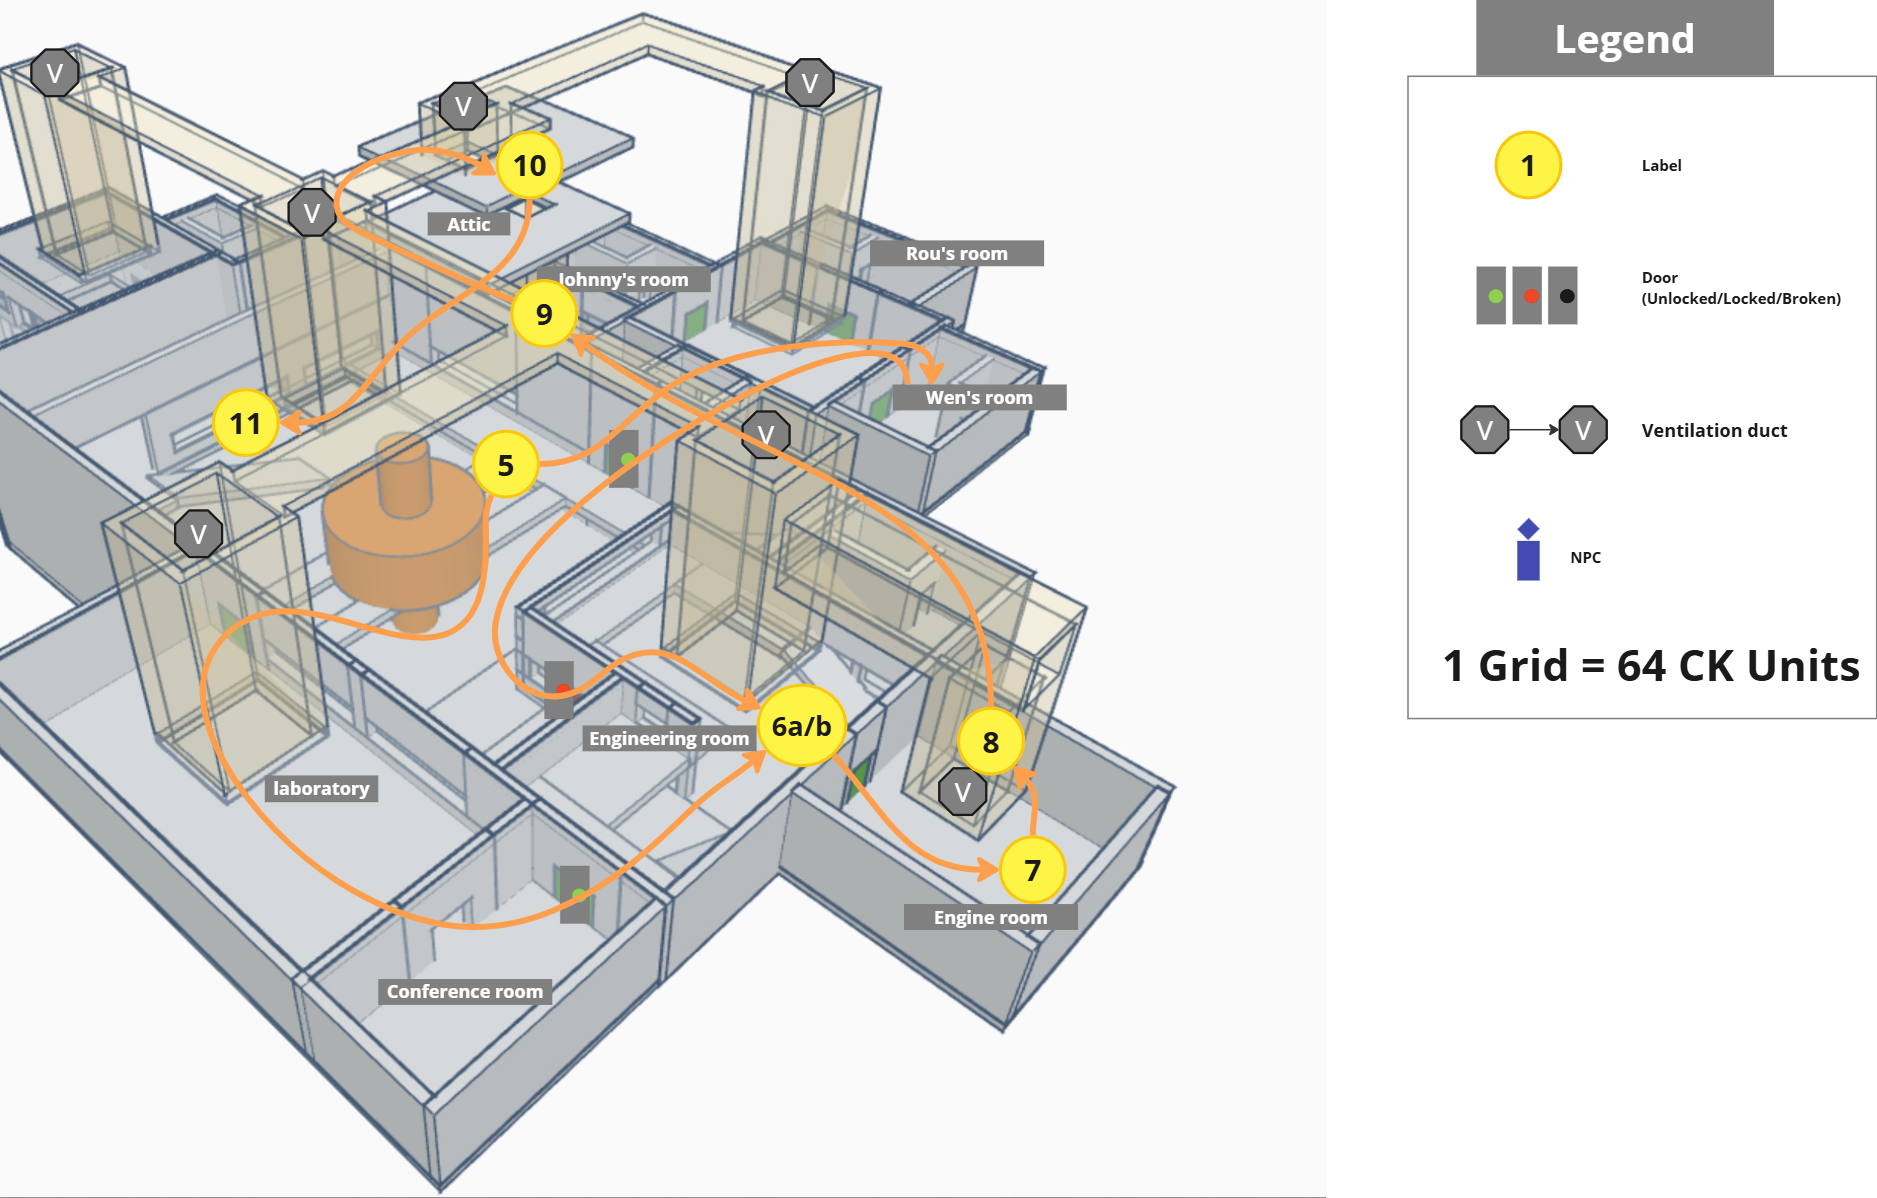 V
V
V
10
V
Attic
Rou's room
Johnny's room
9
Wen's room
11
V
5
V
6a/b
Engineering room
8
laboratory
V
7
Engine room
Conference room
Legend
1
Label
Door
(Unlocked/Locked/Broken)
V V
Ventilation duct
NPC
1 Grid = 64 CK Units